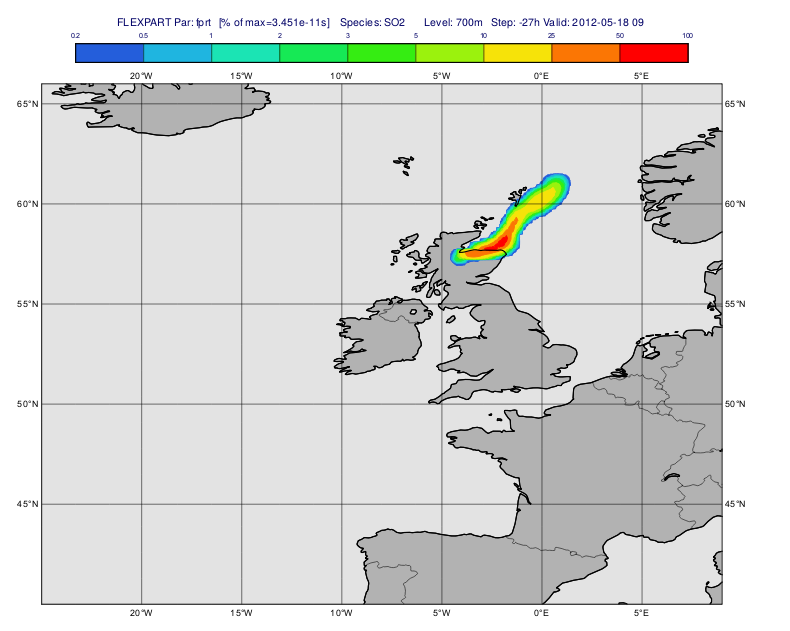 FLEXPART Par: fprt [% of max=3.451e-11s] Species: SO2 Level: 700m Step: -27h Valid: 2012-05-18 09
0.2 0.5 1 2 3 5 10 25 50 100
20°W 15°W 10°W 5°W 0°E 5°E
65°N 65°N
60°N 60°N
55°N 55°N
50°N 50°N
45°N 45°N
20°W 15°W 10°W 5°W 0°E 5°E